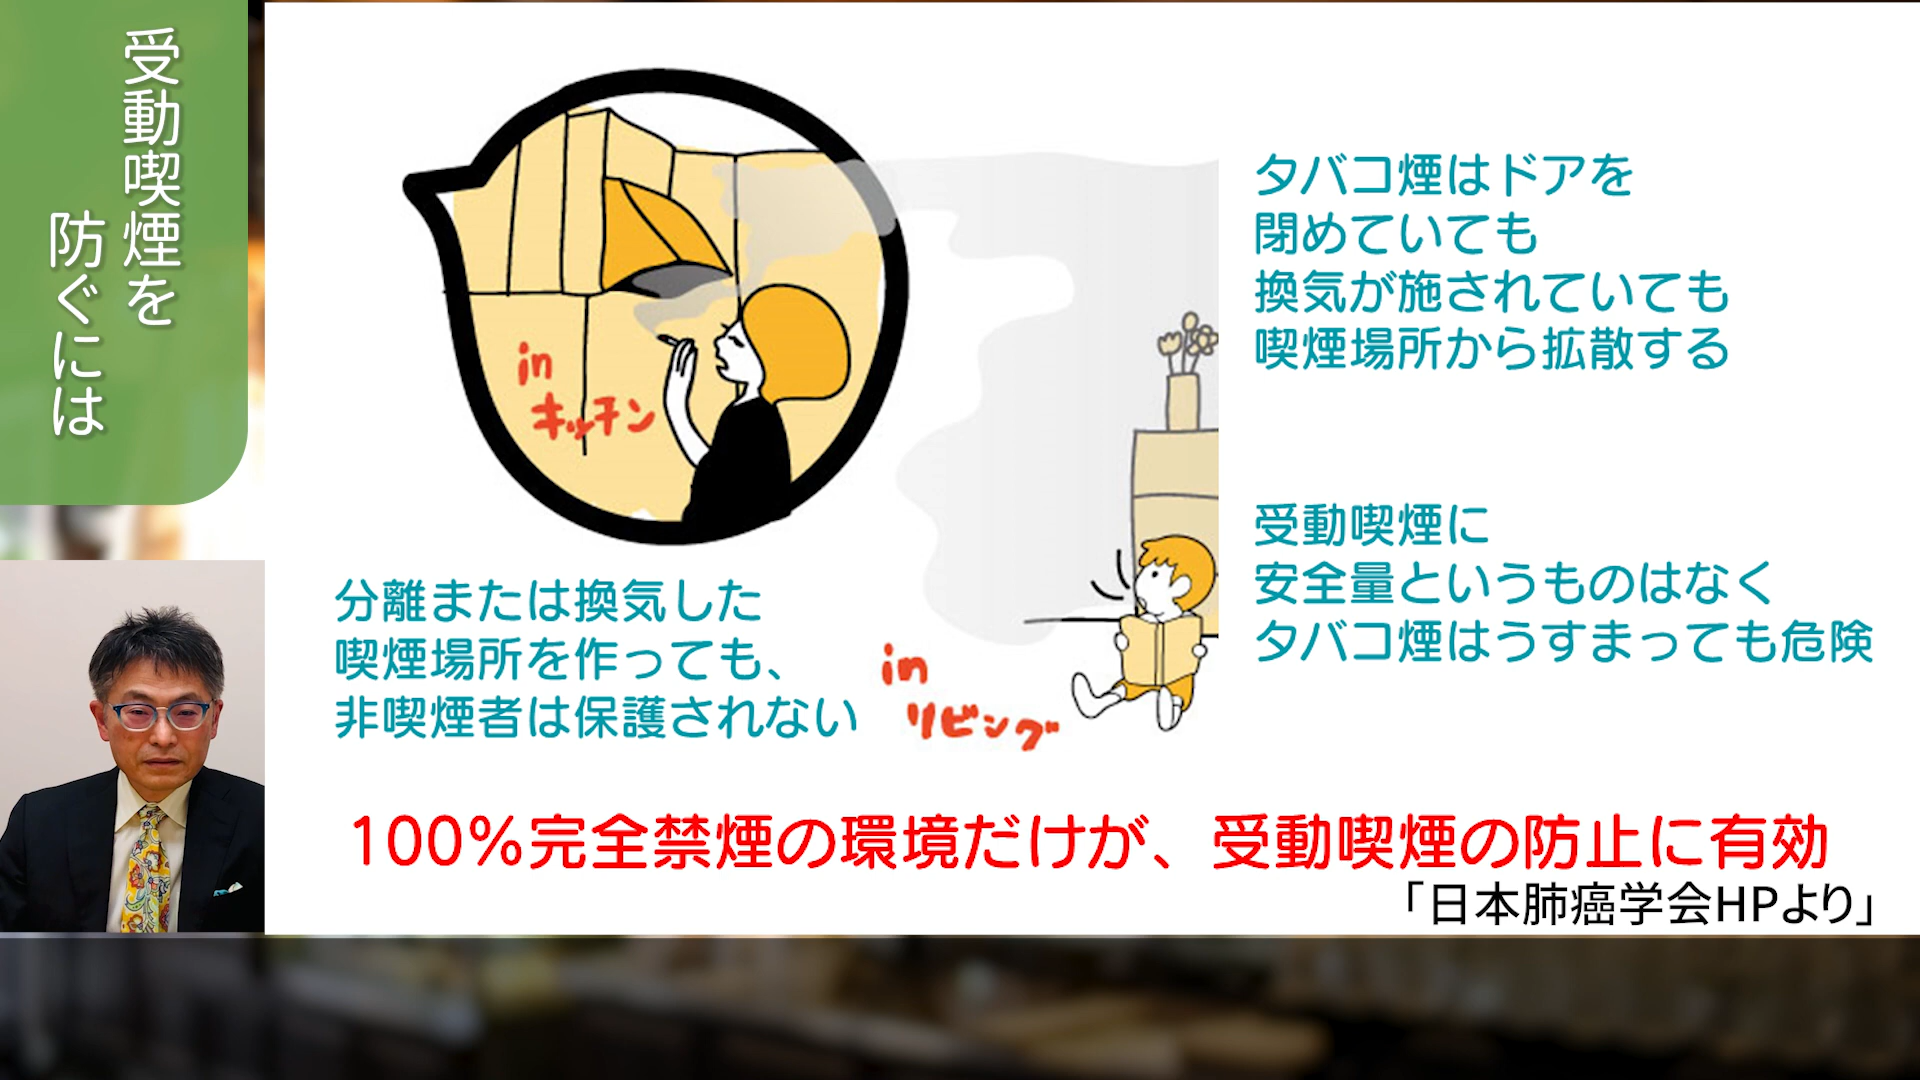 受動喫煙を
防ぐには
in
キッチン
タバコ煙はドアを
閉めていても
換気が施されていても
喫煙場所から拡散する
受動喫煙に
安全量というものはなく
タバコ煙はうすまっても危険
分離または換気した
喫煙場所を作っても、
非喫煙者は保護されない
in
リビング
100%完全禁煙の環境だけが、受動喫煙の防止に有効
「日本肺癌学会HPより」